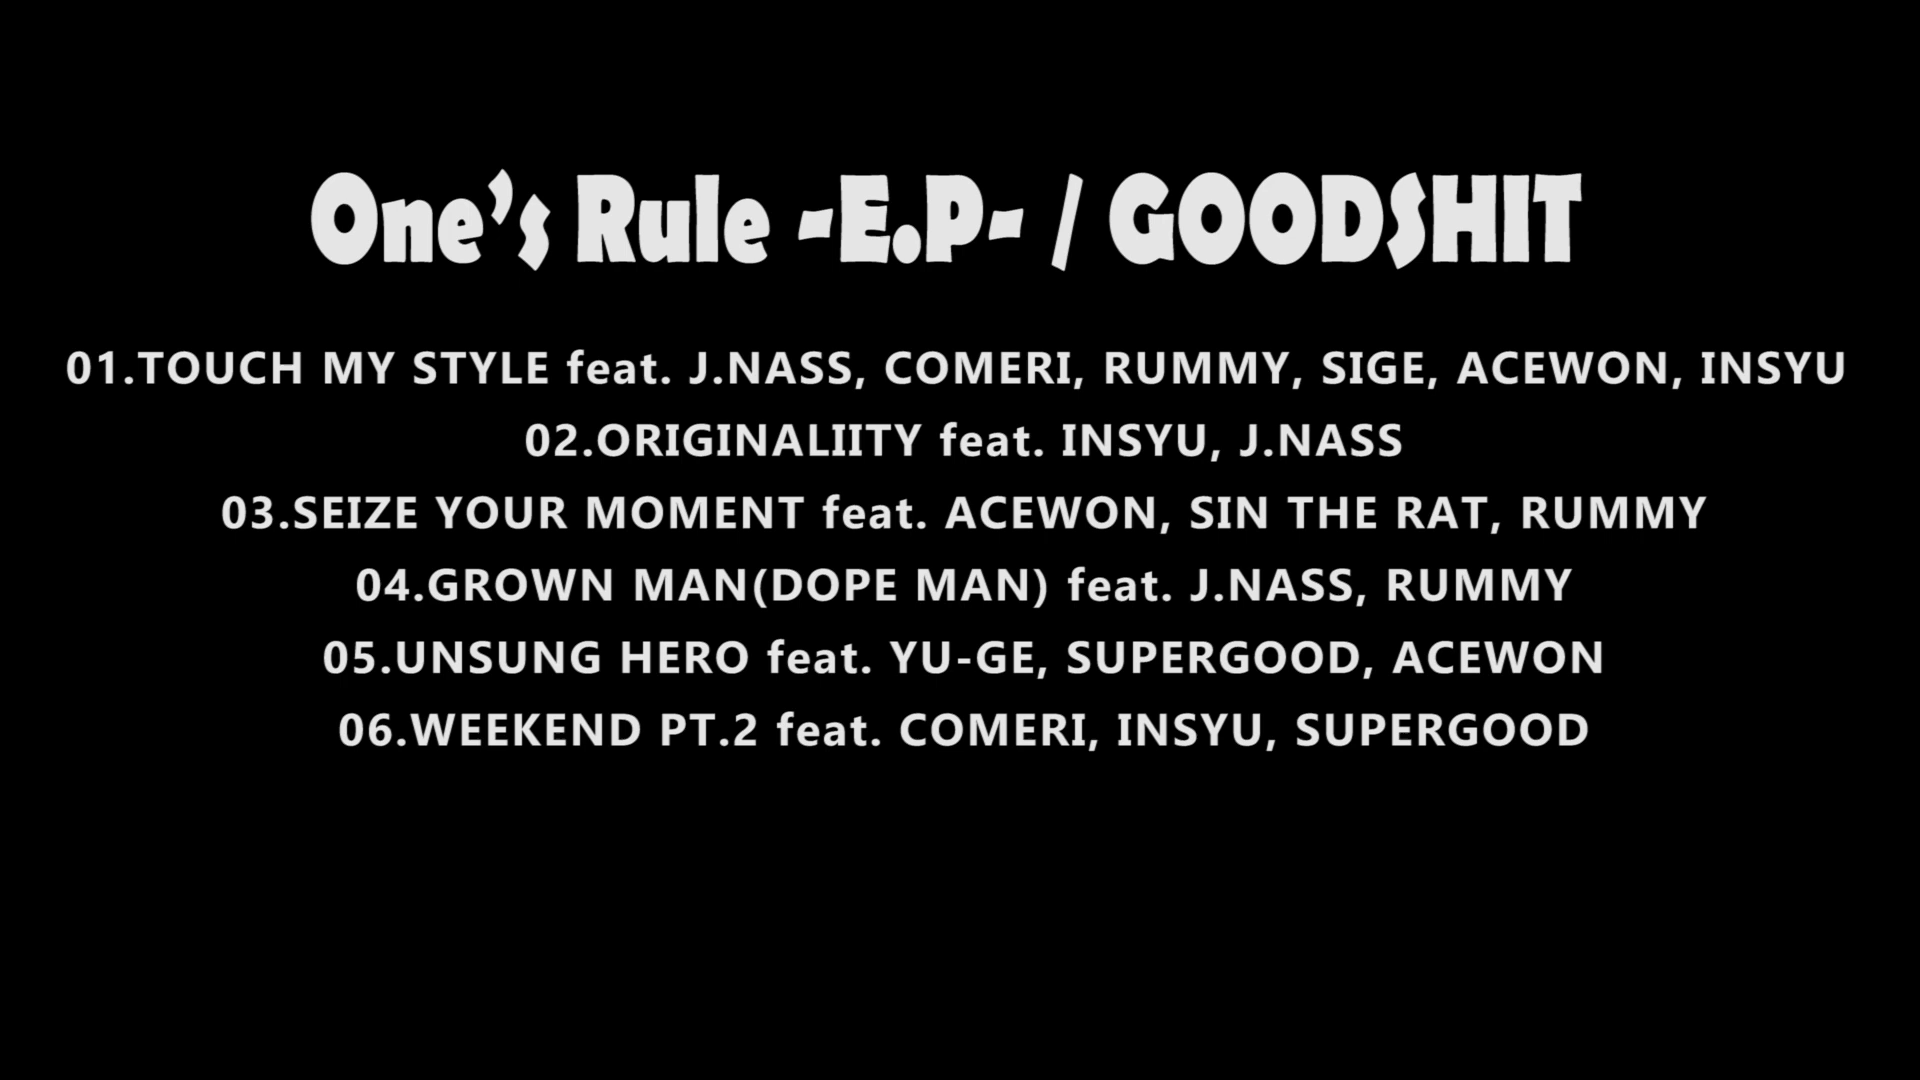 One's Rule -E.P- / GOODSHIT
01.TOUCH MY STYLE feat. J.NASS, COMERI, RUMMY, SIGE, ACEWON, INSYU
02.ORIGINALIITY feat. INSYU, J.NASS
03.SEIZE YOUR MOMENT feat. ACEWON, SIN THE RAT, RUMMY
04.GROWN MAN(DOPE MAN) feat. J.NASS, RUMMY
05.UNSUNG HERO feat. YU-GE, SUPERGOOD, ACEWON
06.WEEKEND PT.2 feat. COMERI, INSYU, SUPERGOOD